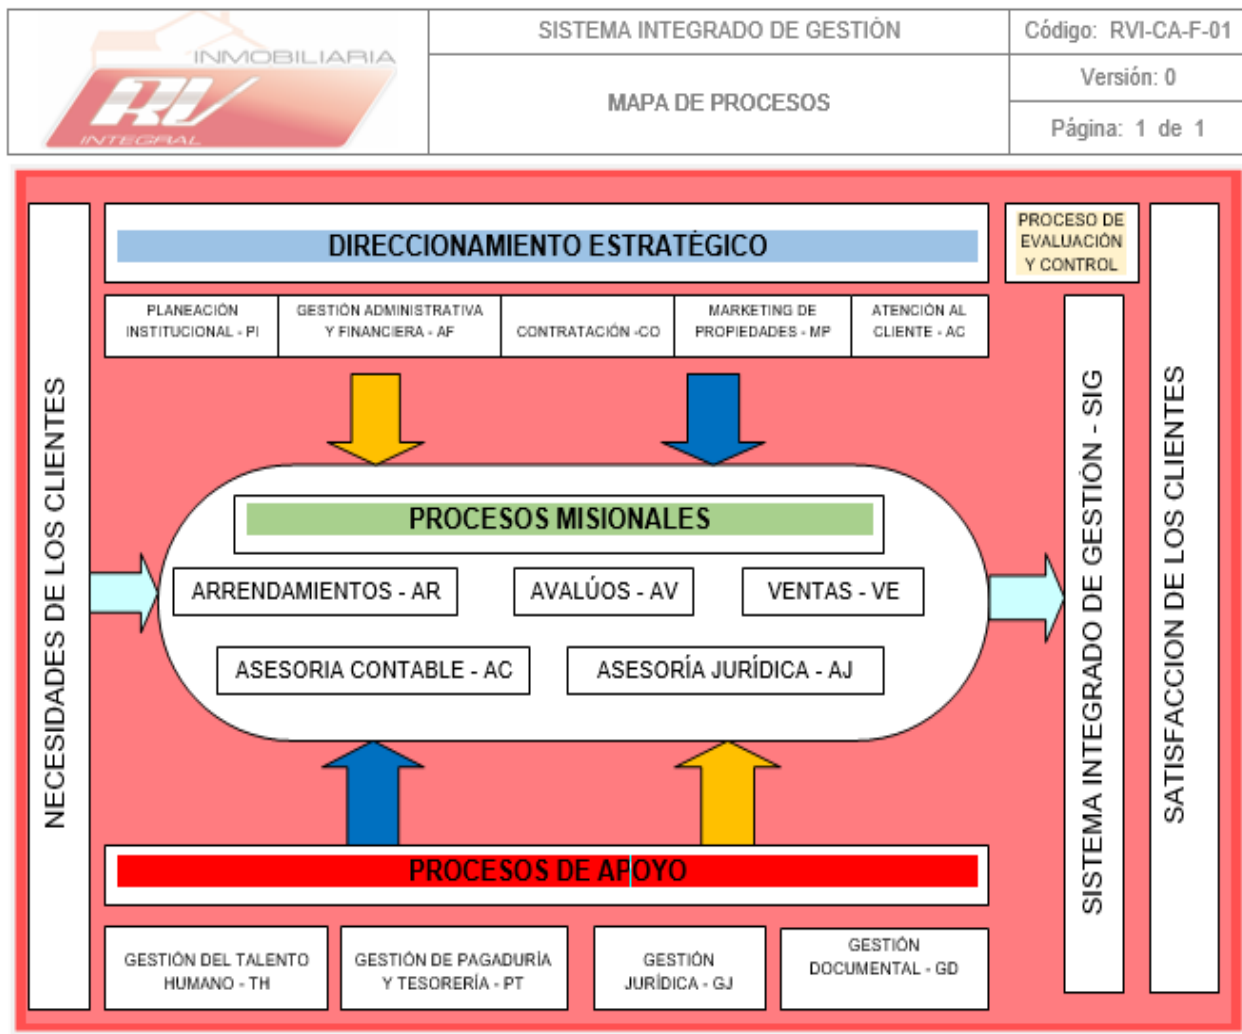 INMOBILIARIA
RV
INTEGRAL
SISTEMA INTEGRADO DE GESTIÓN
MAPA DE PROCESOS
Código: RVI-CA-F-01
Versión: 0
Página: 1 de 1
NECESIDADES DE LOS CLIENTES
DIRECCIONAMIENTO ESTRATÉGICO
PLANEACIÓN
INSTITUCIONAL - PI
GESTIÓN ADMINISTRATIVA
Y FINANCIERA - AF
CONTRATACIÓN -CO
MARKETING DE
PROPIEDADES - MP
ATENCIÓN AL
CLIENTE - AC
PROCESOS MISIONALES
ARRENDAMIENTOS - AR
AVALÚOS - AV
VENTAS - VE
ASESORIA CONTABLE - AC
ASESORÍA JURÍDICA - AJ
PROCESOS DE APOYO
GESTIÓN DEL TALENTO
HUMANO - TH
GESTIÓN DE PAGADURÍA
Y TESORERÍA - PT
GESTIÓN
JURÍDICA - GJ
GESTIÓN
DOCUMENTAL - GD
PROCESO DE
EVALUACIÓN
Y CONTROL
SISTEMA INTEGRADO DE GESTIÓN - SIG
SATISFACCION DE LOS CLIENTES